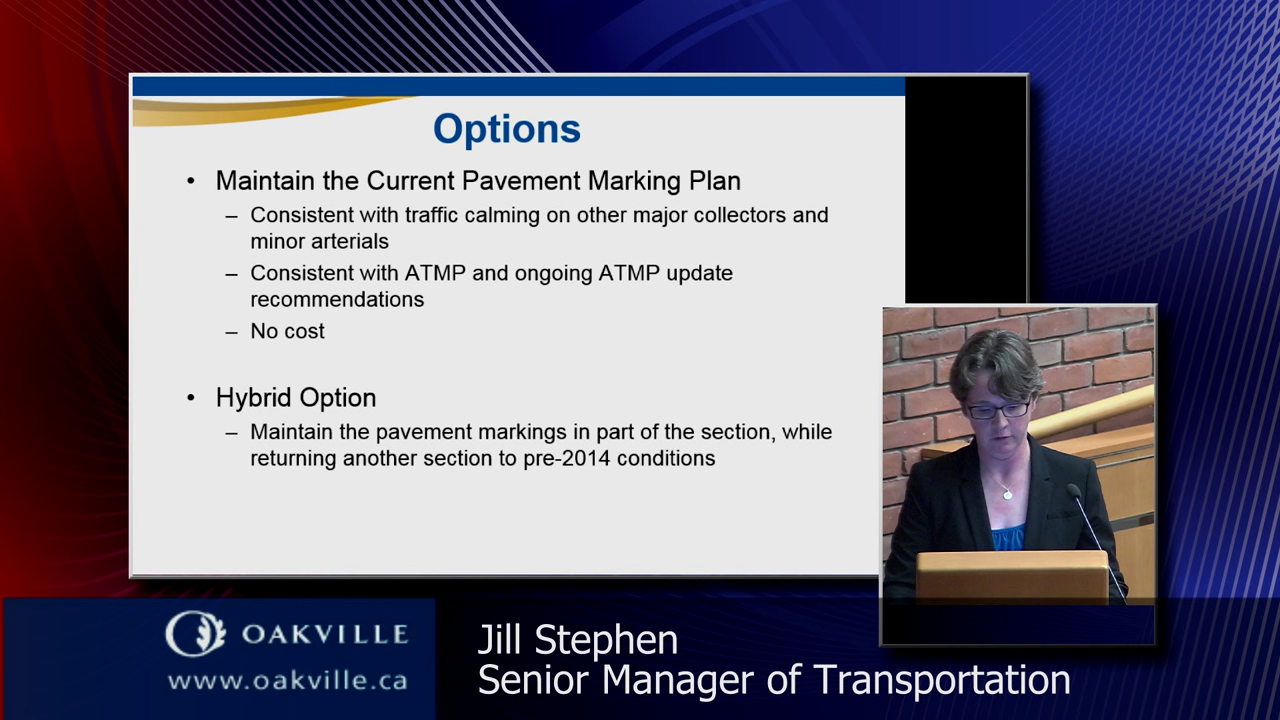 Options
• Maintain the Current Pavement Marking Plan
– Consistent with traffic calming on other major collectors and
minor arterials
– Consistent with ATMP and ongoing ATMP update
recommendations
– No cost
• Hybrid Option
– Maintain the pavement markings in part of the section, while
returning another section to pre-2014 conditions
OAKVILLE
www.oakville.ca
Jill Stephen
Senior Manager of Transportation